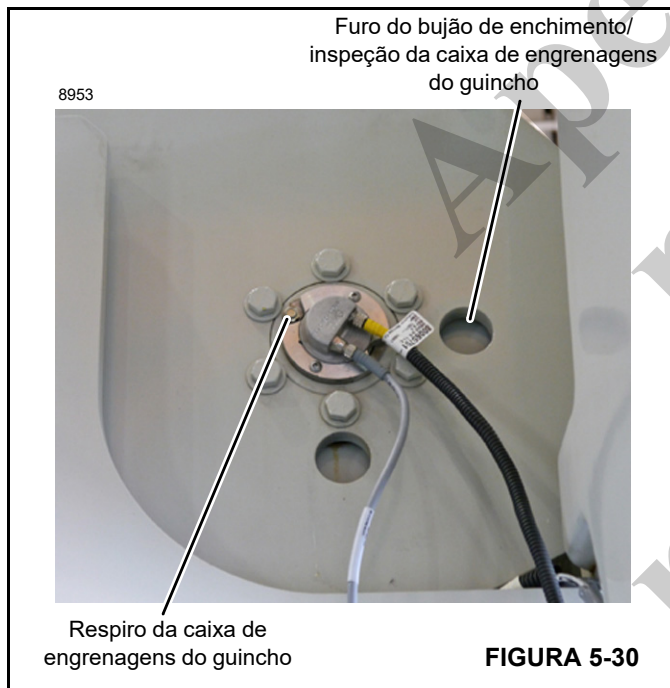 Furo do bujão de enchimento/
inspeção da caixa de engrenagens
do guincho
8953
Respiro da caixa de
engrenagens do guincho
FIGURA 5-30